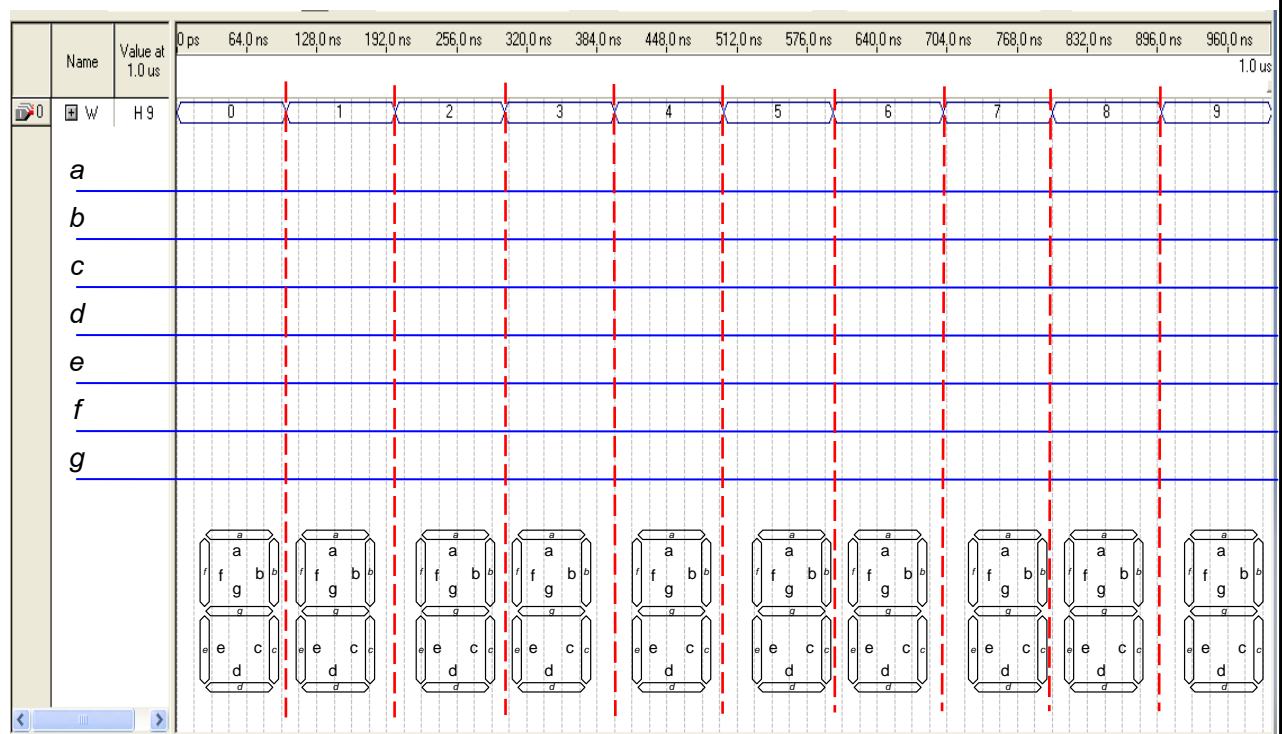 Name Value at 1.0 us 0 ps 64.0 ns 128.0 ns 192.0 ns 256.0 ns 320.0 ns 384.0 ns 448.0 ns 512.0 ns 576.0 ns 640.0 ns 704.0 ns 768.0 ns 832.0 ns 896.0 ns 960.0 ns
1.0 us
0 W H 9 0 1 2 3 4 5 6 7 8 9
a
b
c
d
e
f
g
a a a a a a a a a a
a a a a a a a a a a
f f b b f f b b f f b b f f b b f f b b f f b b f f b b f f b b f f b b f f b b
g g g g g g g g g g
g g g g g g g g g g
e e c c e e c c e e c c e e c c e e c c e e c c e e c c e e c c e e c c e e c c
d d d d d d d d d d
d d d d d d d d d d